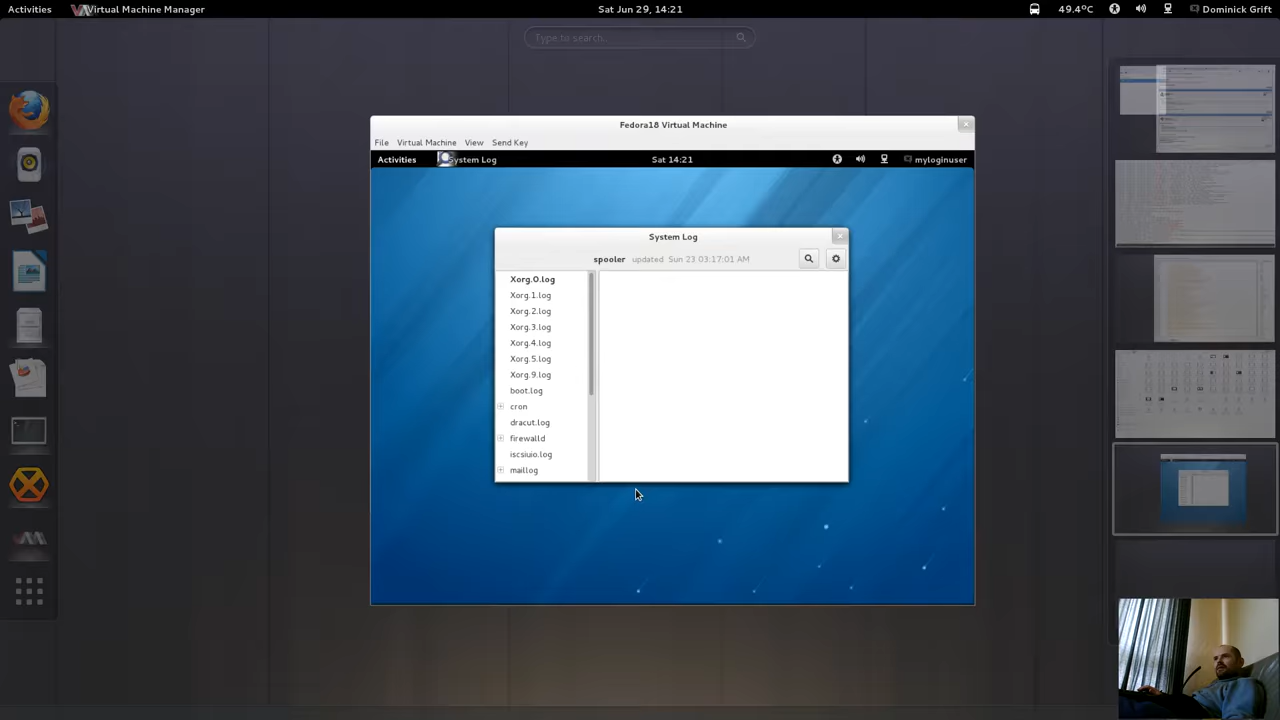 Activities
Virtual Machine Manager
Sat Jun 29, 14:21
49.4°C
Dominick Grift
Type to search...
Fedora18 Virtual Machine
File Virtual Machine View Send Key
Activities
System Log
Sat 14:21
myloginuser
System Log
spooler updated Sun 23 03:17:01 AM
Xorg.0.log
Xorg.1.log
Xorg.2.log
Xorg.3.log
Xorg.4.log
Xorg.5.log
Xorg.9.log
boot.log
cron
dracut.log
firewalld
iscsiuio.log
maillog